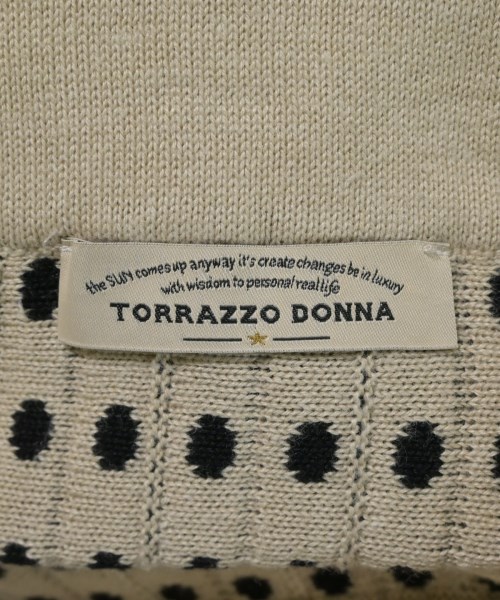 the SUN comes up anyway it's create changes be in luxury
with wisdom to personal real life
TORRAZZO DONNA